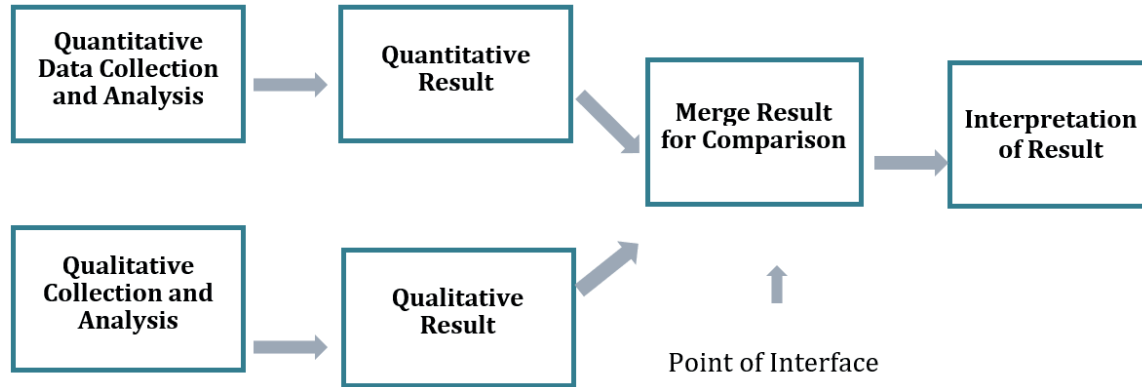 Quantitative
Data Collection
and Analysis
Quantitative
Result
Merge Result
for Comparison
Interpretation
of Result
Qualitative
Collection and
Analysis
Qualitative
Result
Point of Interface